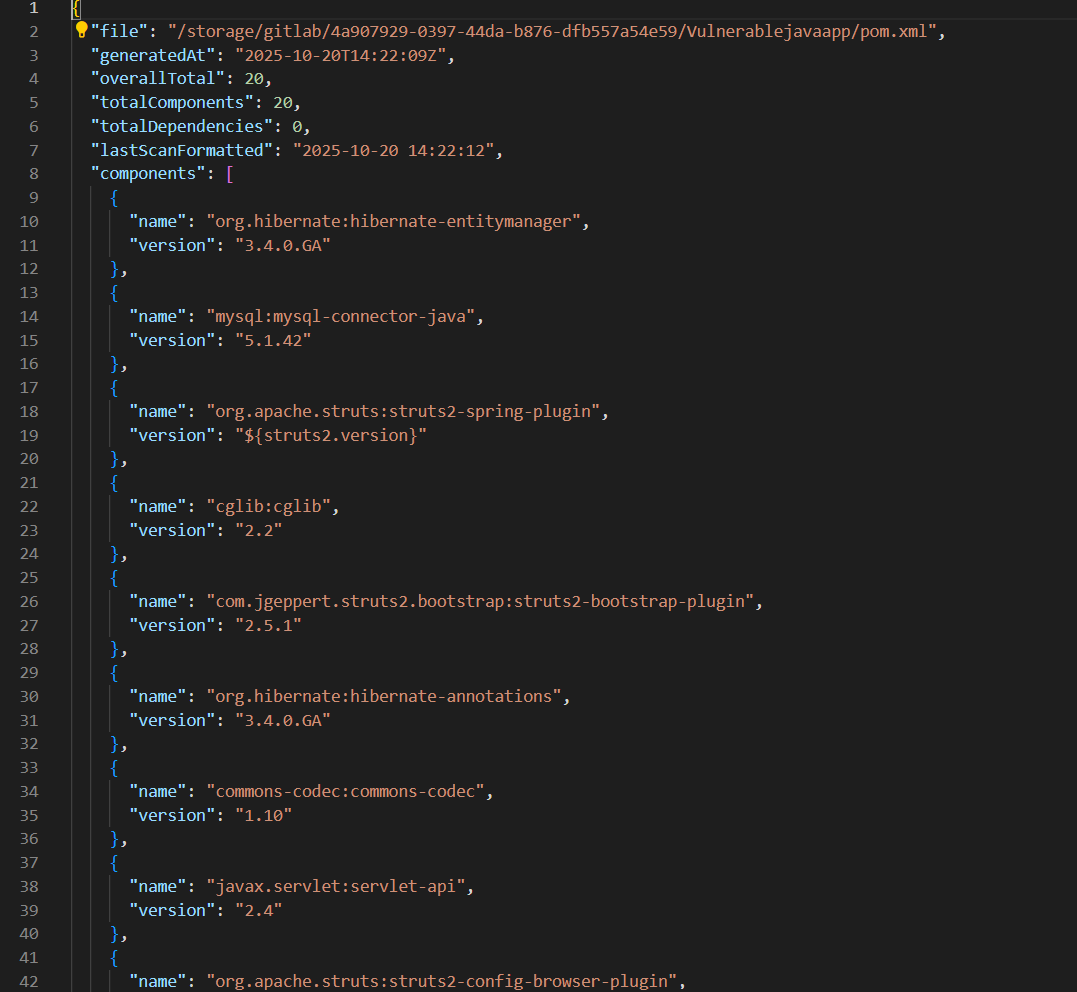 1 {
2 "file": "/storage/gitlab/4a907929-0397-44da-b876-dfb557a54e59/Vulnerablejavaapp/pom.xml",
3 "generatedAt": "2025-10-20T14:22:09Z",
4 "overallTotal": 20,
5 "totalComponents": 20,
6 "totalDependencies": 0,
7 "lastScanFormatted": "2025-10-20 14:22:12",
8 "components": [
9 {
10 "name": "org.hibernate:hibernate-entitymanager",
11 "version": "3.4.0.GA"
12 },
13 {
14 "name": "mysql:mysql-connector-java",
15 "version": "5.1.42"
16 },
17 {
18 "name": "org.apache.struts:struts2-spring-plugin",
19 "version": "${struts2.version}"
20 },
21 {
22 "name": "cglib:cglib",
23 "version": "2.2"
24 },
25 {
26 "name": "com.jgeppert.struts2.bootstrap:struts2-bootstrap-plugin",
27 "version": "2.5.1"
28 },
29 {
30 "name": "org.hibernate:hibernate-annotations",
31 "version": "3.4.0.GA"
32 },
33 {
34 "name": "commons-codec:commons-codec",
35 "version": "1.10"
36 },
37 {
38 "name": "javax.servlet:servlet-api",
39 "version": "2.4"
40 },
41 {
42 "name": "org.apache.struts:struts2-config-browser-plugin",